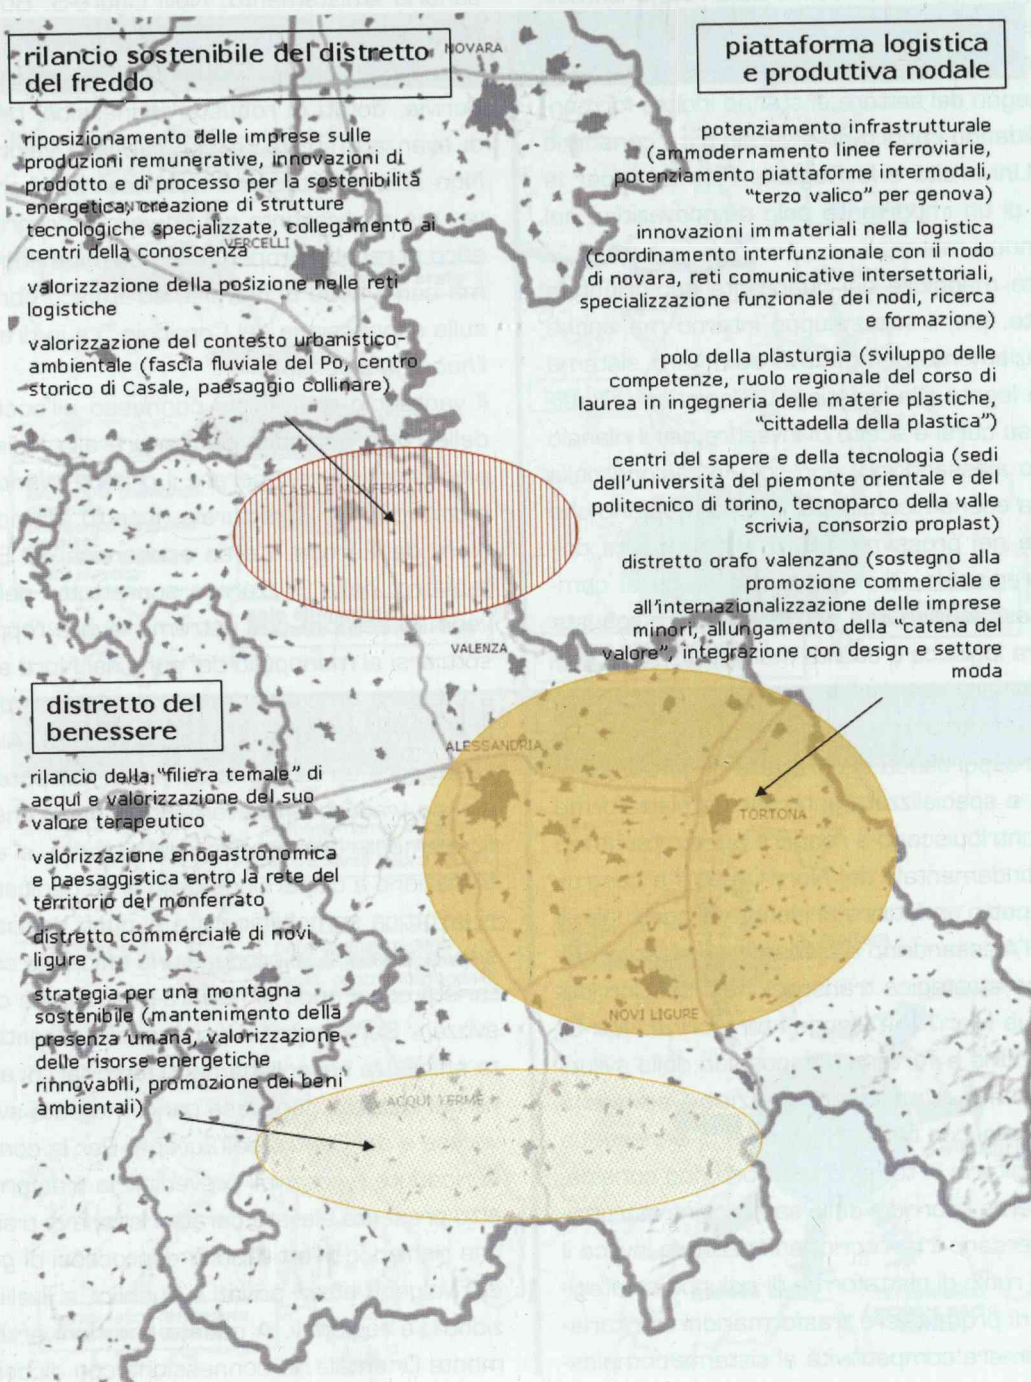 rilancio sostenibile del distretto
del freddo
riposizionamento delle imprese sulle
produzioni remunerative, innovazioni di
prodotto e di processo per la sostenibilità
energetica, creazione di strutture
tecnologiche specializzate, collegamento ai
centri della conoscenza
valorizzazione della posizione nelle reti
logistiche
valorizzazione del contesto urbanistico-
ambientale (fascia fluviale del Po, centro
storico di Casale, paesaggio collinare)
piattaforma logistica
e produttiva nodale
potenziamento infrastrutturale
(ammodernamento linee ferroviarie,
potenziamento piattaforme intermodali,
"terzo valico" per genova)
innovazioni immateriali nella logistica
(coordinamento interfunzionale con il nodo
di novara, reti comunicative intersettoriali,
specializzazione funzionale dei nodi, ricerca
e formazione)
polo della plasturgia (sviluppo delle
competenze, ruolo regionale del corso di
laurea in ingegneria delle materie plastiche,
"cittadella della plastica")
centri del sapere e della tecnologia (sedi
dell'università del piemonte orientale e del
politecnico di torino, tecnoparco della valle
scrivia, consorzio proplast)
distretto orafo valenzano (sostegno alla
promozione commerciale e
all'internazionalizzazione delle imprese
minori, allungamento della "catena del
valore", integrazione con design e settore
moda
distretto del
benessere
rilancio della "filiera temale" di
acqui e valorizzazione del suo
valore terapeutico
valorizzazione enogastronomica
e paesaggistica entro la rete del
territorio del monferrato
distretto commerciale di novi
ligure
strategia per una montagna
sostenibile (mantenimento della
presenza umana, valorizzazione
delle risorse energetiche
rinnovabili, promozione dei beni
ambientali)
NOVARA
VERCELLI
CASALE MONFERRATO
VALENZA
ALESSANDRIA
TORTONA
NOVI LIGURE
ACQUI TERME